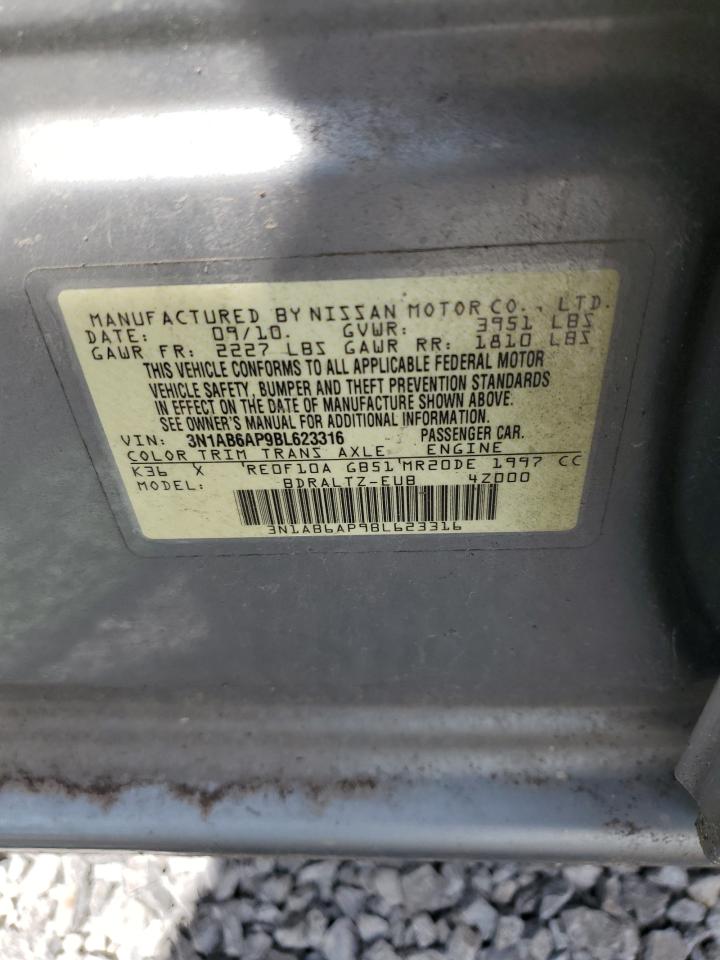 MANUFACTURED BY NISSAN MOTOR CO., LTD.
DATE: 09/10. GVWR: 3951 LBS
GAWR FR: 2227 LBS GAWR RR: 1810 LBS
THIS VEHICLE CONFORMS TO ALL APPLICABLE FEDERAL MOTOR
VEHICLE SAFETY, BUMPER AND THEFT PREVENTION STANDARDS
IN EFFECT ON THE DATE OF MANUFACTURE SHOWN ABOVE.
SEE OWNER'S MANUAL FOR ADDITIONAL INFORMATION.
VIN: 3N1AB6AP9BL623316 PASSENGER CAR.
COLOR TRIM TRANS AXLE ENGINE
K36 X RE0F10A GB51 MR20DE 1997 CC
MODEL: BDRALTZ-EUB 4Z000
3N1AB6AP9BL623316